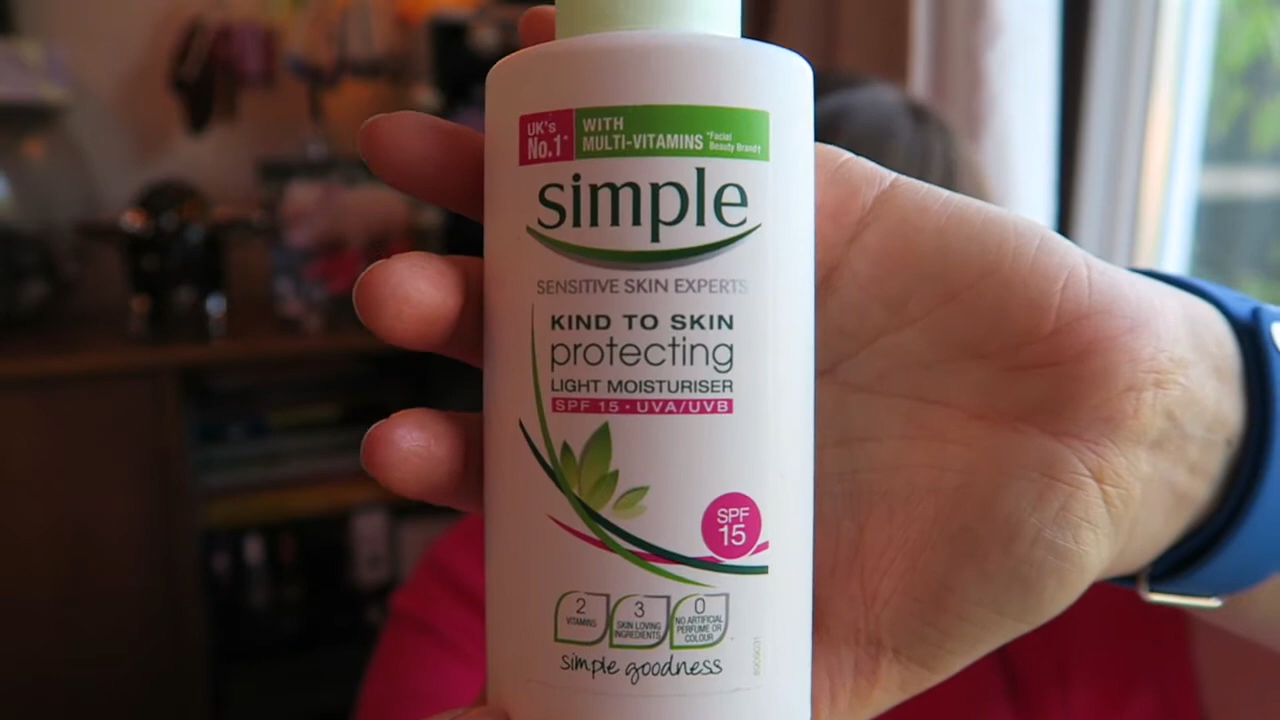 UK's
No.1*
WITH
MULTI-VITAMINS
*Facial
Beauty Brand†
simple
SENSITIVE SKIN EXPERTS
KIND TO SKIN
protecting
LIGHT MOISTURISER
SPF 15 · UVA/UVB
SPF
15
2
VITAMINS
3
SKIN LOVING
INGREDIENTS
0
NO ARTIFICIAL
PERFUME OR
COLOUR
simple goodness